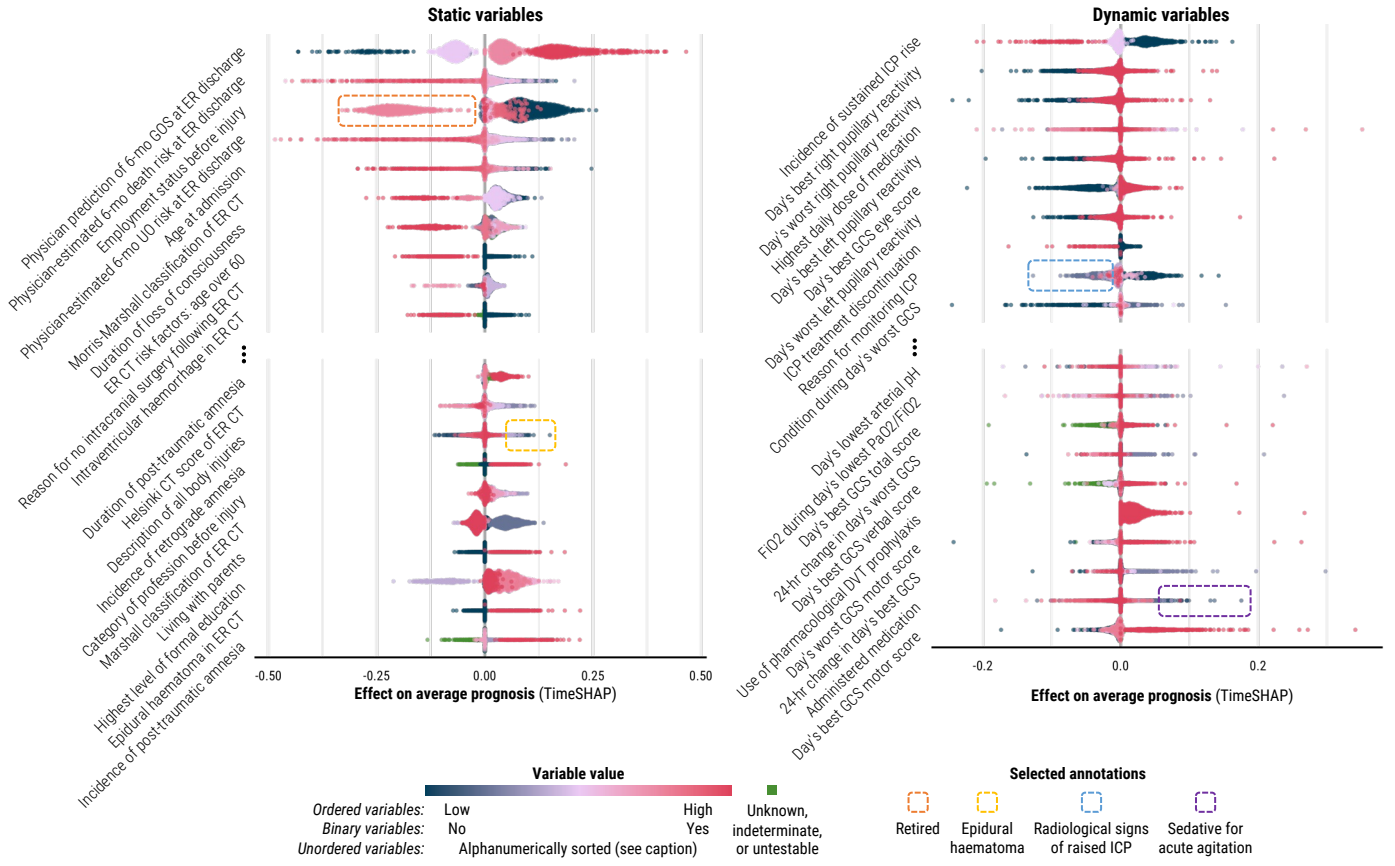 Static variables
Physician prediction of 6-mo GOS at ER discharge
Physician-estimated 6-mo death risk at ER discharge
Employment status before injury
Physician-estimated 6-mo UO risk at ER discharge
Age at admission
Morris-Marshall classification of ER CT
Duration of loss of consciousness
ER CT risk factors: age over 60
Reason for no intracranial surgery following ER CT
Intraventricular haemorrhage in ER CT
Duration of post-traumatic amnesia
Helsinki CT score of ER CT
Description of all body injuries
Incidence of retrograde amnesia
Category of profession before injury
Marshall classification of ER CT
Living with parents
Highest level of formal education
Epidural haematoma in ER CT
Incidence of post-traumatic amnesia
-0.50 -0.25 0.00 0.25 0.50
Effect on average prognosis (TimeSHAP)
Dynamic variables
Incidence of sustained ICP rise
Day's best right pupillary reactivity
Day's worst right pupillary reactivity
Highest daily dose of medication
Day's best left pupillary reactivity
Day's best GCS eye score
Day's worst left pupillary reactivity
ICP treatment discontinuation
Reason for monitoring ICP
Condition during day's worst GCS
Day's lowest arterial pH
FiO2 during day's lowest PaO2/FiO2
Day's best GCS total score
24-hr change in day's worst GCS
Day's best GCS verbal score
Use of pharmacological DVT prophylaxis
Day's worst GCS motor score
24-hr change in day's best GCS
Administered medication
Day's best GCS motor score
-0.2 0.0 0.2
Effect on average prognosis (TimeSHAP)
Variable value
Ordered variables: Low High
Binary variables: No Yes
Unordered variables: Alphanumerically sorted (see caption)
Unknown,
indeterminate,
or untestable
Selected annotations
Retired
Epidural
haematoma
Radiological signs
of raised ICP
Sedative for
acute agitation